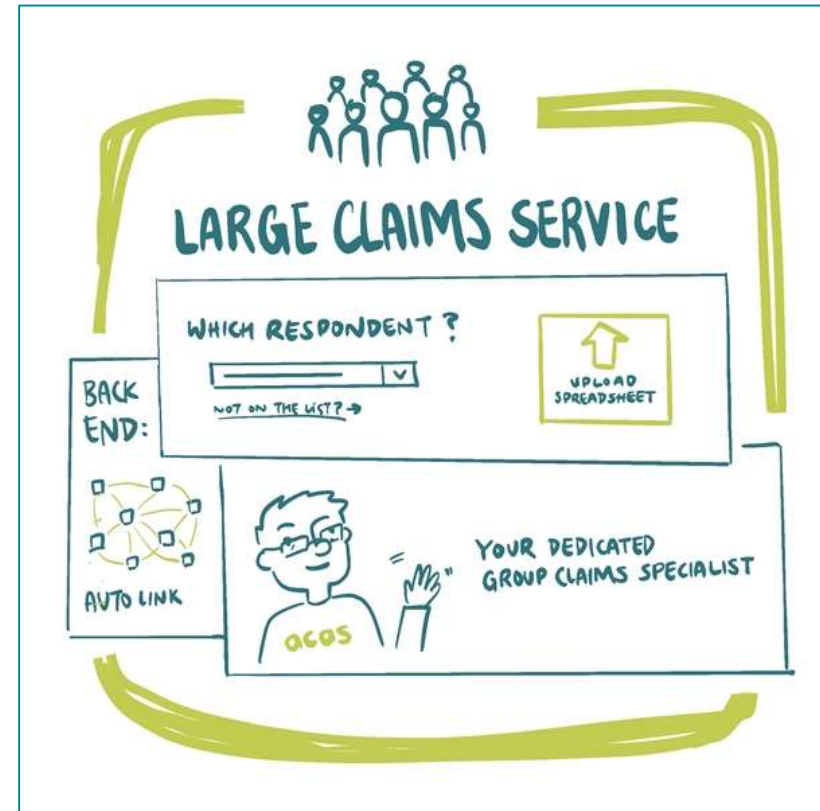 LARGE CLAIMS SERVICE
WHICH RESPONDENT?
NOT ON THE LIST? →
UPLOAD
SPREADSHEET
BACK
END:
AUTO LINK
YOUR DEDICATED
GROUP CLAIMS SPECIALIST
acas